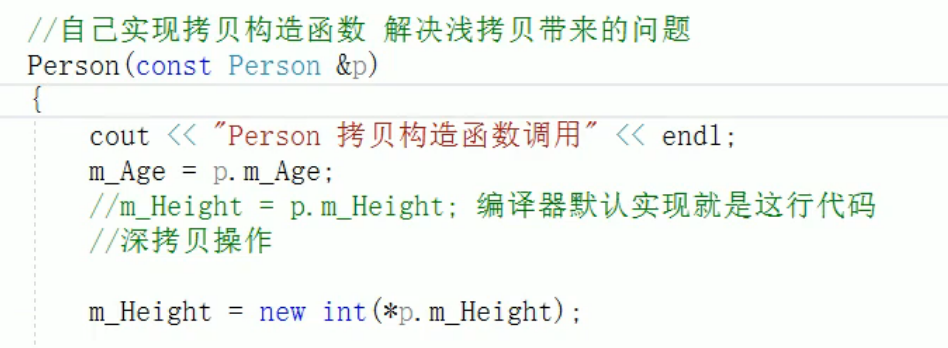 //自己实现拷贝构造函数 解决浅拷贝带来的问题
Person(const Person &p)
{
cout << "Person 拷贝构造函数调用" << endl;
m_Age = p.m_Age;
//m_Height = p.m_Height; 编译器默认实现就是这行代码
//深拷贝操作
m_Height = new int(*p.m_Height);